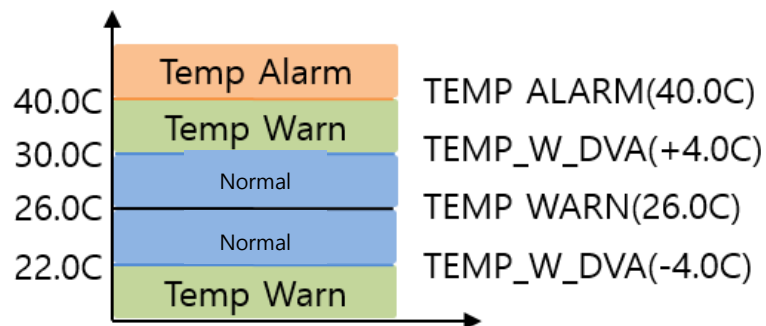 Temp Alarm
40.0C
TEMP ALARM(40.0C)
Temp Warn
30.0C
TEMP_W_DVA(+4.0C)
Normal
26.0C
TEMP WARN(26.0C)
Normal
22.0C
TEMP_W_DVA(-4.0C)
Temp Warn